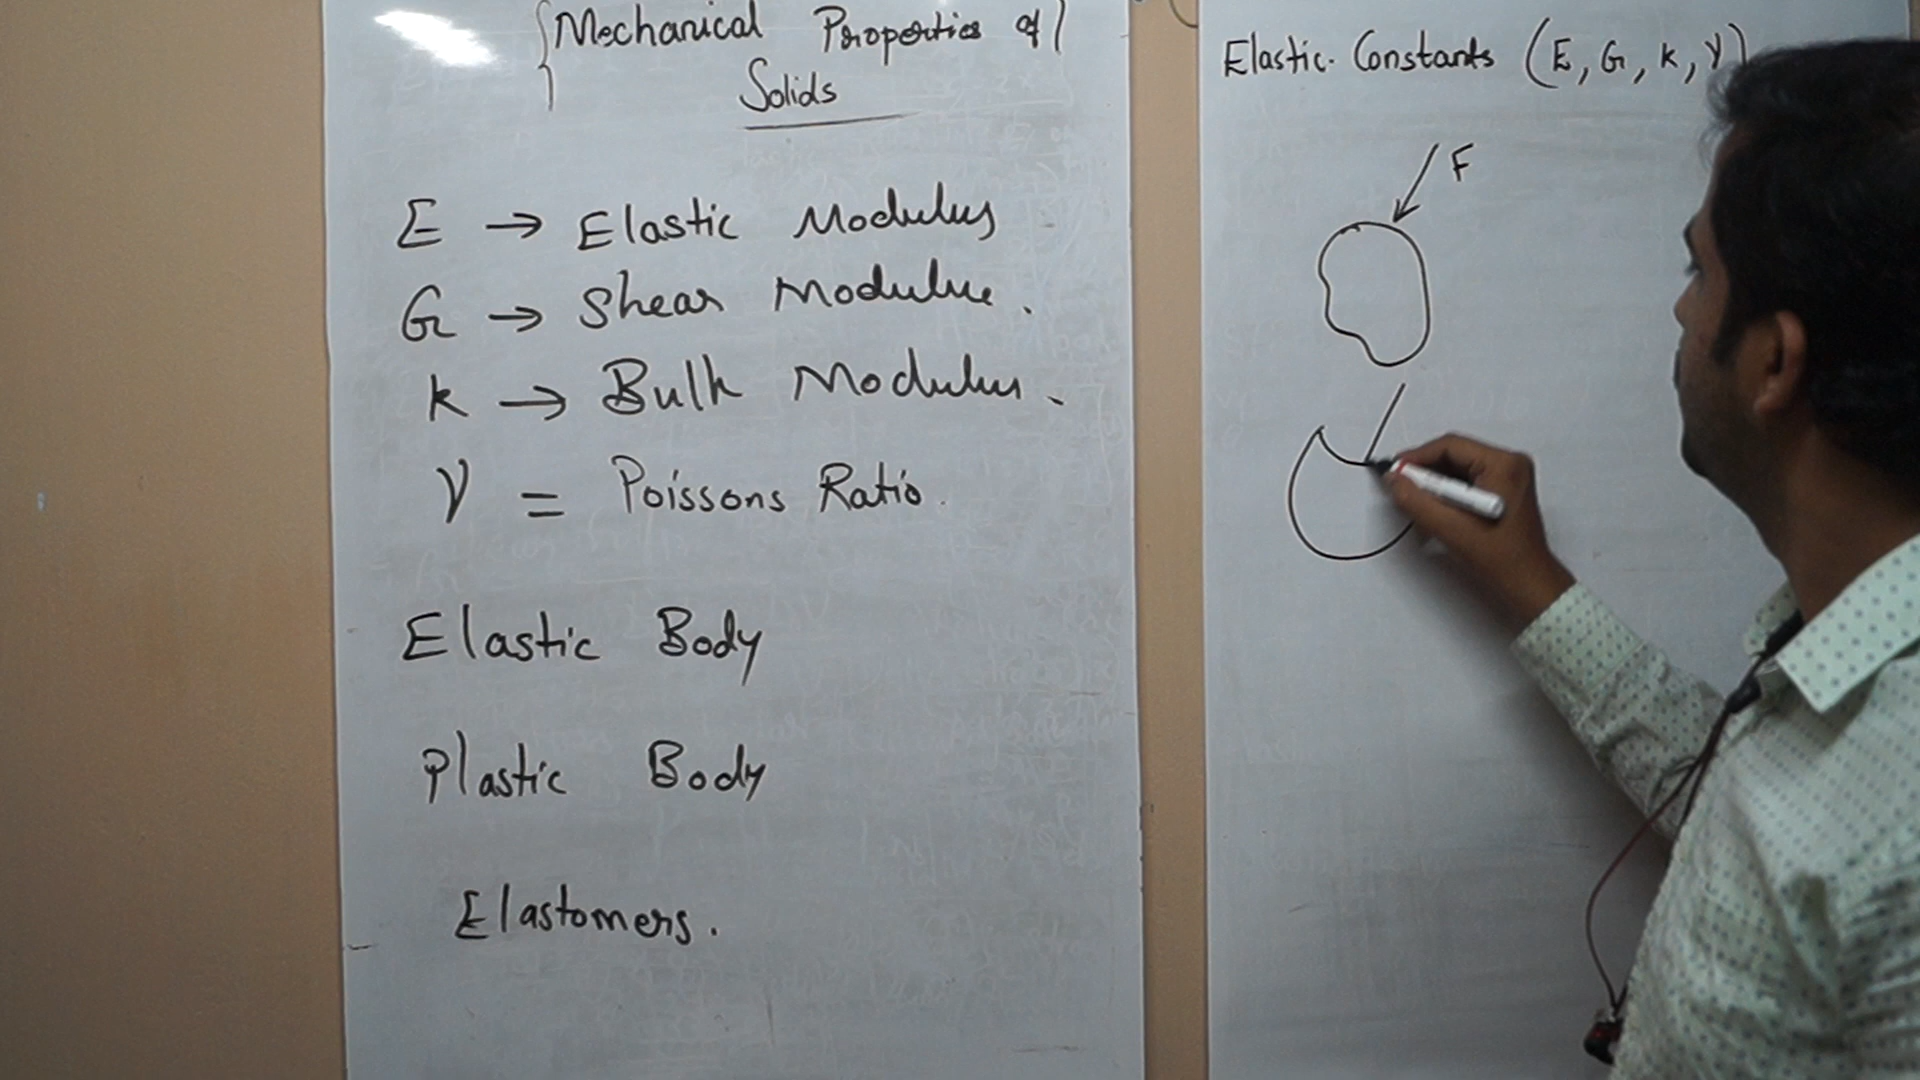 Mechanical Properties of
Solids
E → Elastic Modulus
G → Shear Modulus.
k → Bulk Modulus.
γ = Poissons Ratio.
Elastic Body
Plastic Body
Elastomers.
Elastic. Constants (E, G, k, γ)
F